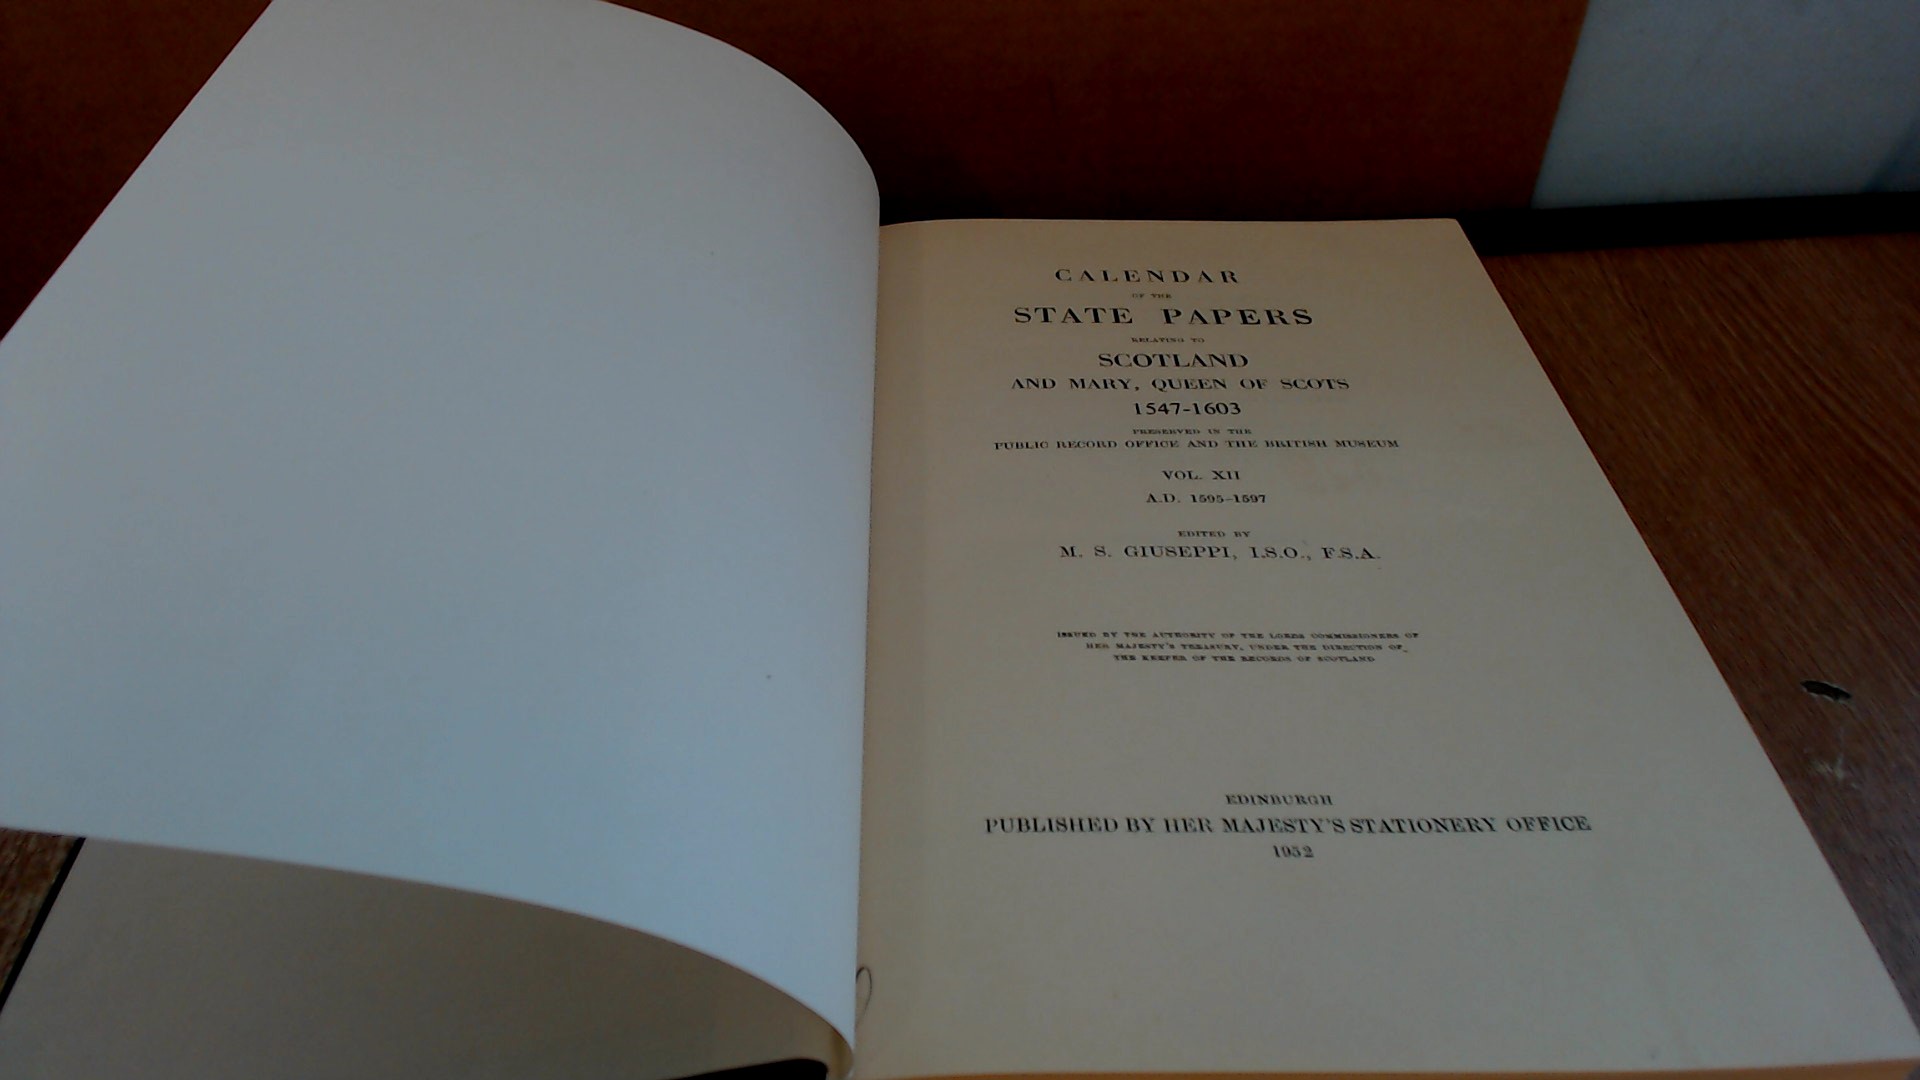 CALENDAR
OF THE
STATE PAPERS
RELATING TO
SCOTLAND
AND MARY, QUEEN OF SCOTS
1547-1603
PRESERVED IN THE
PUBLIC RECORD OFFICE AND THE BRITISH MUSEUM
VOL. XII
A.D. 1595-1597
EDITED BY
M. S. GIUSEPPI, I.S.O., F.S.A.
ISSUED BY THE AUTHORITY OF THE LORDS COMMISSIONERS OF
HER MAJESTY'S TREASURY, UNDER THE DIRECTION OF
THE KEEPER OF THE RECORDS OF SCOTLAND
EDINBURGH
PUBLISHED BY HER MAJESTY'S STATIONERY OFFICE
1952